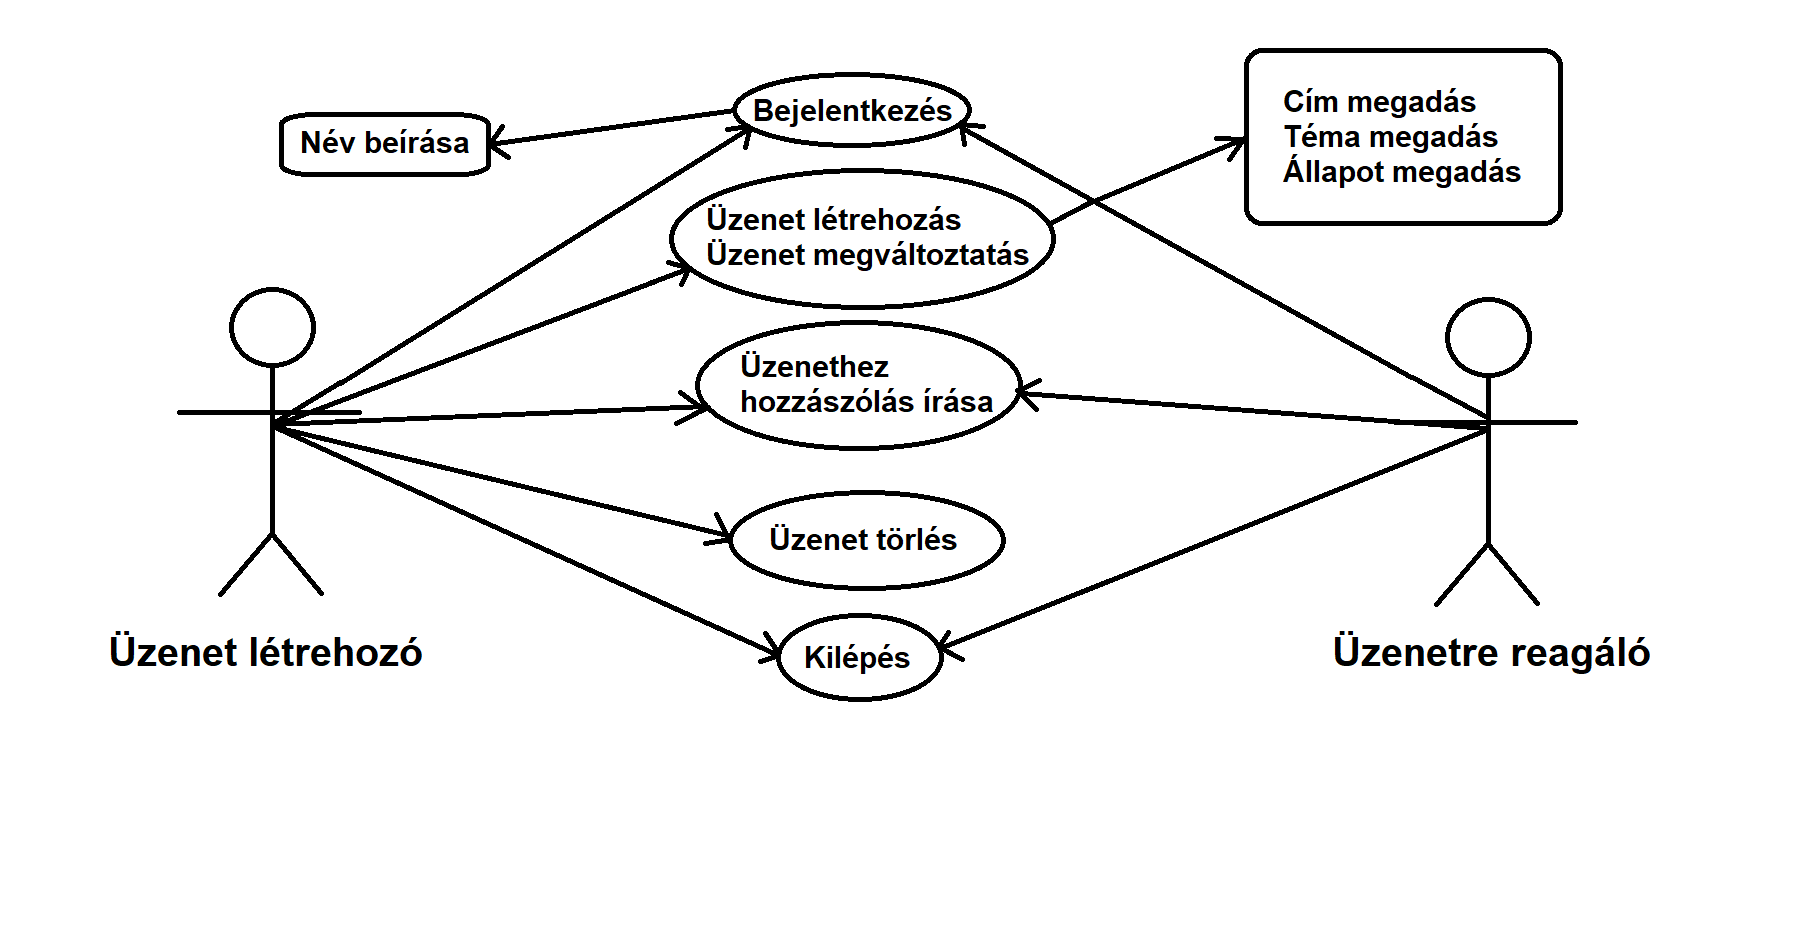 Bejelentkezés
Név beírása
Cím megadás
Téma megadás
Állapot megadás
Üzenet létrehozás
Üzenet megváltoztatás
Üzenethez
hozzászólás írása
Üzenet törlés
Kilépés
Üzenet létrehozó
Üzenetre reagáló